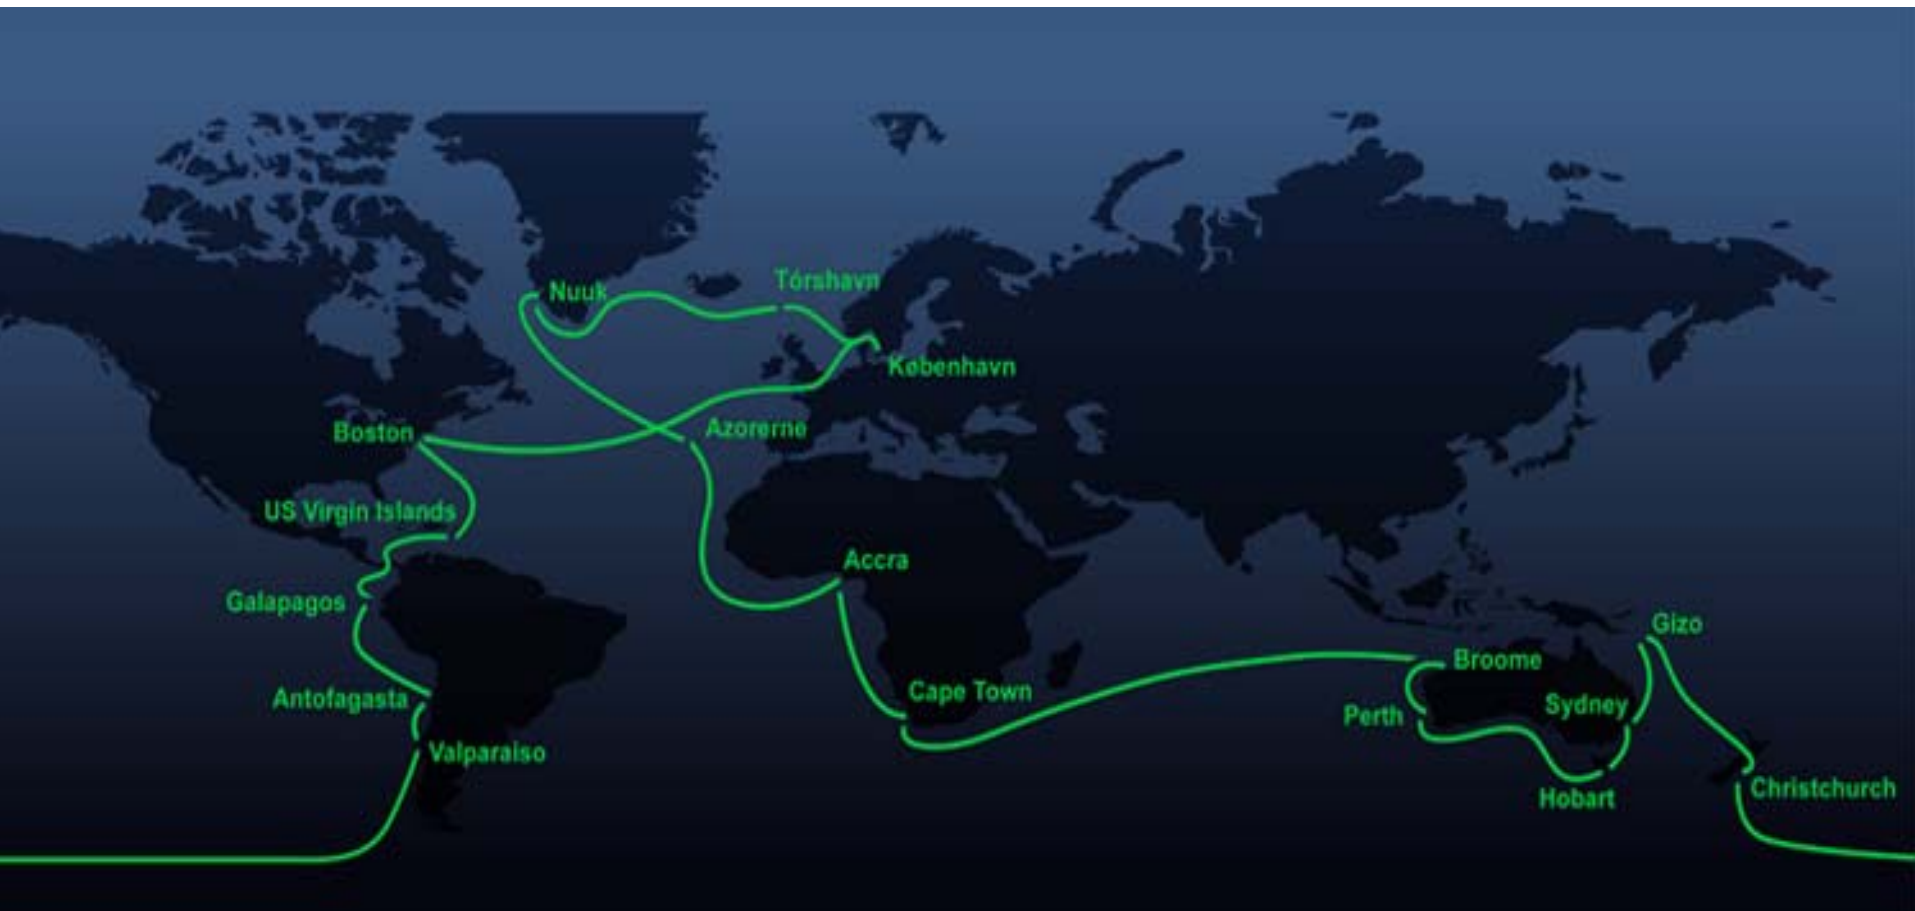 Tórshavn
Nuuk
København
Azorerne
Boston
US Virgin Islands
Accra
Galapagos
Gizo
Broome
Cape Town
Antofagasta
Sydney
Perth
Valparaiso
Christchurch
Hobart